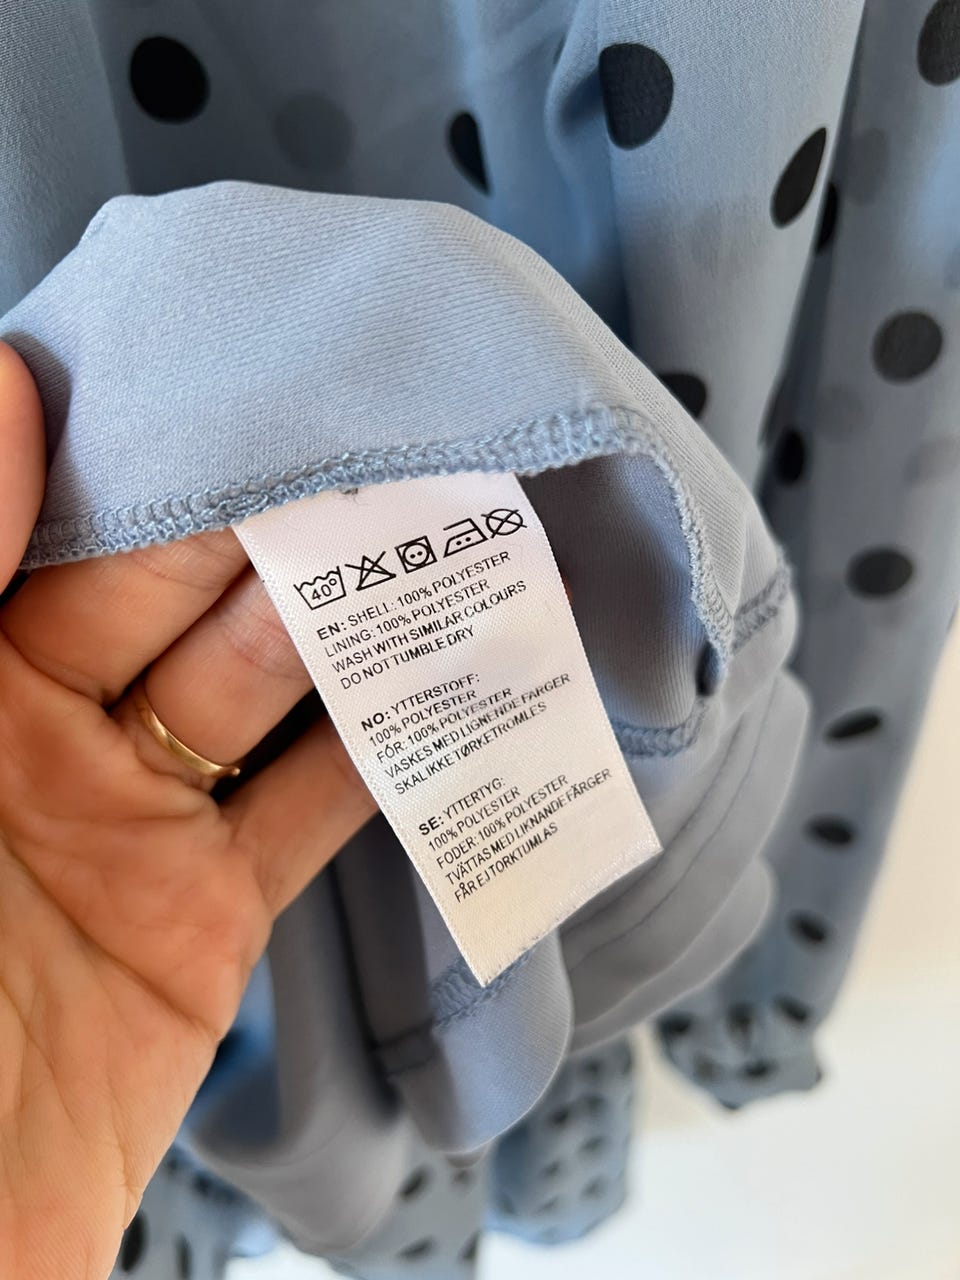 40°
EN: SHELL: 100% POLYESTER
LINING: 100% POLYESTER
WASH WITH SIMILAR COLOURS
DO NOT TUMBLE DRY
NO: YTTERSTOFF:
100% POLYESTER
FÓR: 100% POLYESTER
VASKES MED LIGNENDE FARGER
SKAL IKKE TØRKETROMLES
SE: YTTERTYG:
100% POLYESTER
FODER: 100% POLYESTER
TVÄTTAS MED LIKNANDE FÄRGER
FÅR EJ TORKTUMLAS